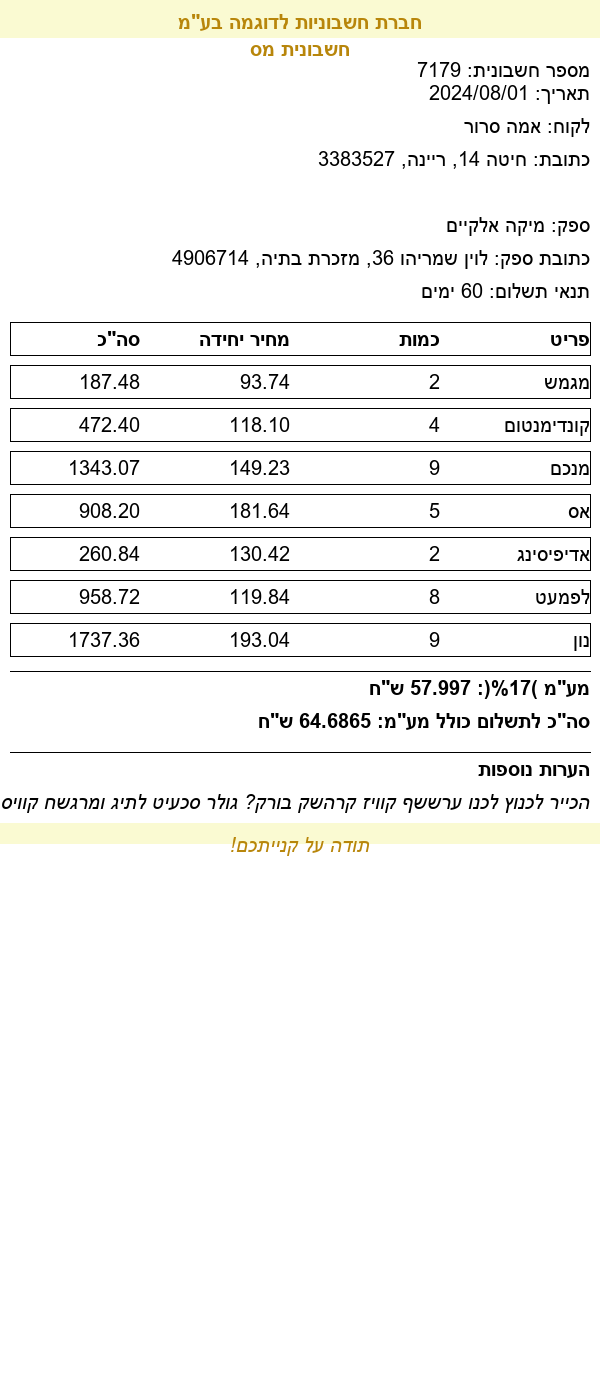 חברת חשבוניות לדוגמה בע"מ
חשבונית מס
מספר חשבונית: 7179
תאריך: 2024/08/01
לקוח: אמה סרור
כתובת: חיטה 14, ריינה, 3383527
ספק: מיקה אלקיים
כתובת ספק: לוין שמריהו 36, מזכרת בתיה, 4906714
תנאי תשלום: 60 ימים
פריט כמות מחיר יחידה סה"כ
מגמש 2 93.74 187.48
קונדימנטום 4 118.10 472.40
מנכם 9 149.23 1343.07
אס 5 181.64 908.20
אדיפיסינג 2 130.42 260.84
לפמעט 8 119.84 958.72
נון 9 193.04 1737.36
מע"מ )17%(: 57.997 ש"ח
סה"כ לתשלום כולל מע"מ: 64.6865 ש"ח
הערות נוספות
הכייר לכנוץ לכנו ערששף קוויז קרהשק בורק? גולר סכעיט לתיג ומרגשח קוויס
תודה על קנייתכם!